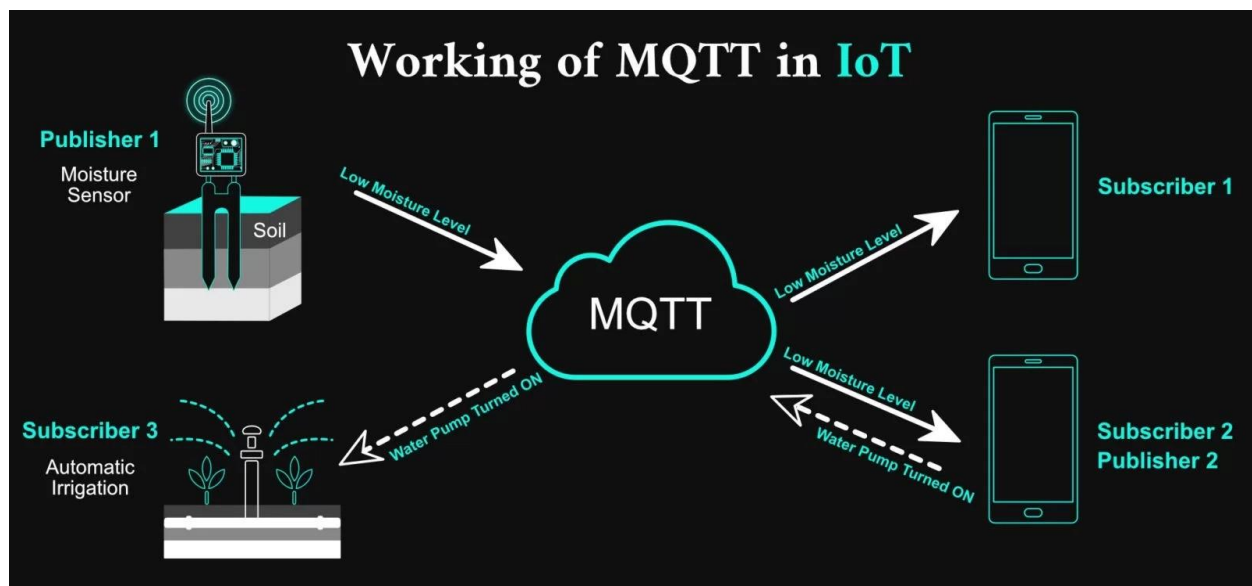 Working of MQTT in IoT
Publisher 1
Moisture
Sensor
Soil
Low Moisture Level
MQTT
Low Moisture Level
Subscriber 1
Low Moisture Level
Water Pump Turned ON
Subscriber 2
Publisher 2
Water Pump Turned ON
Subscriber 3
Automatic
Irrigation